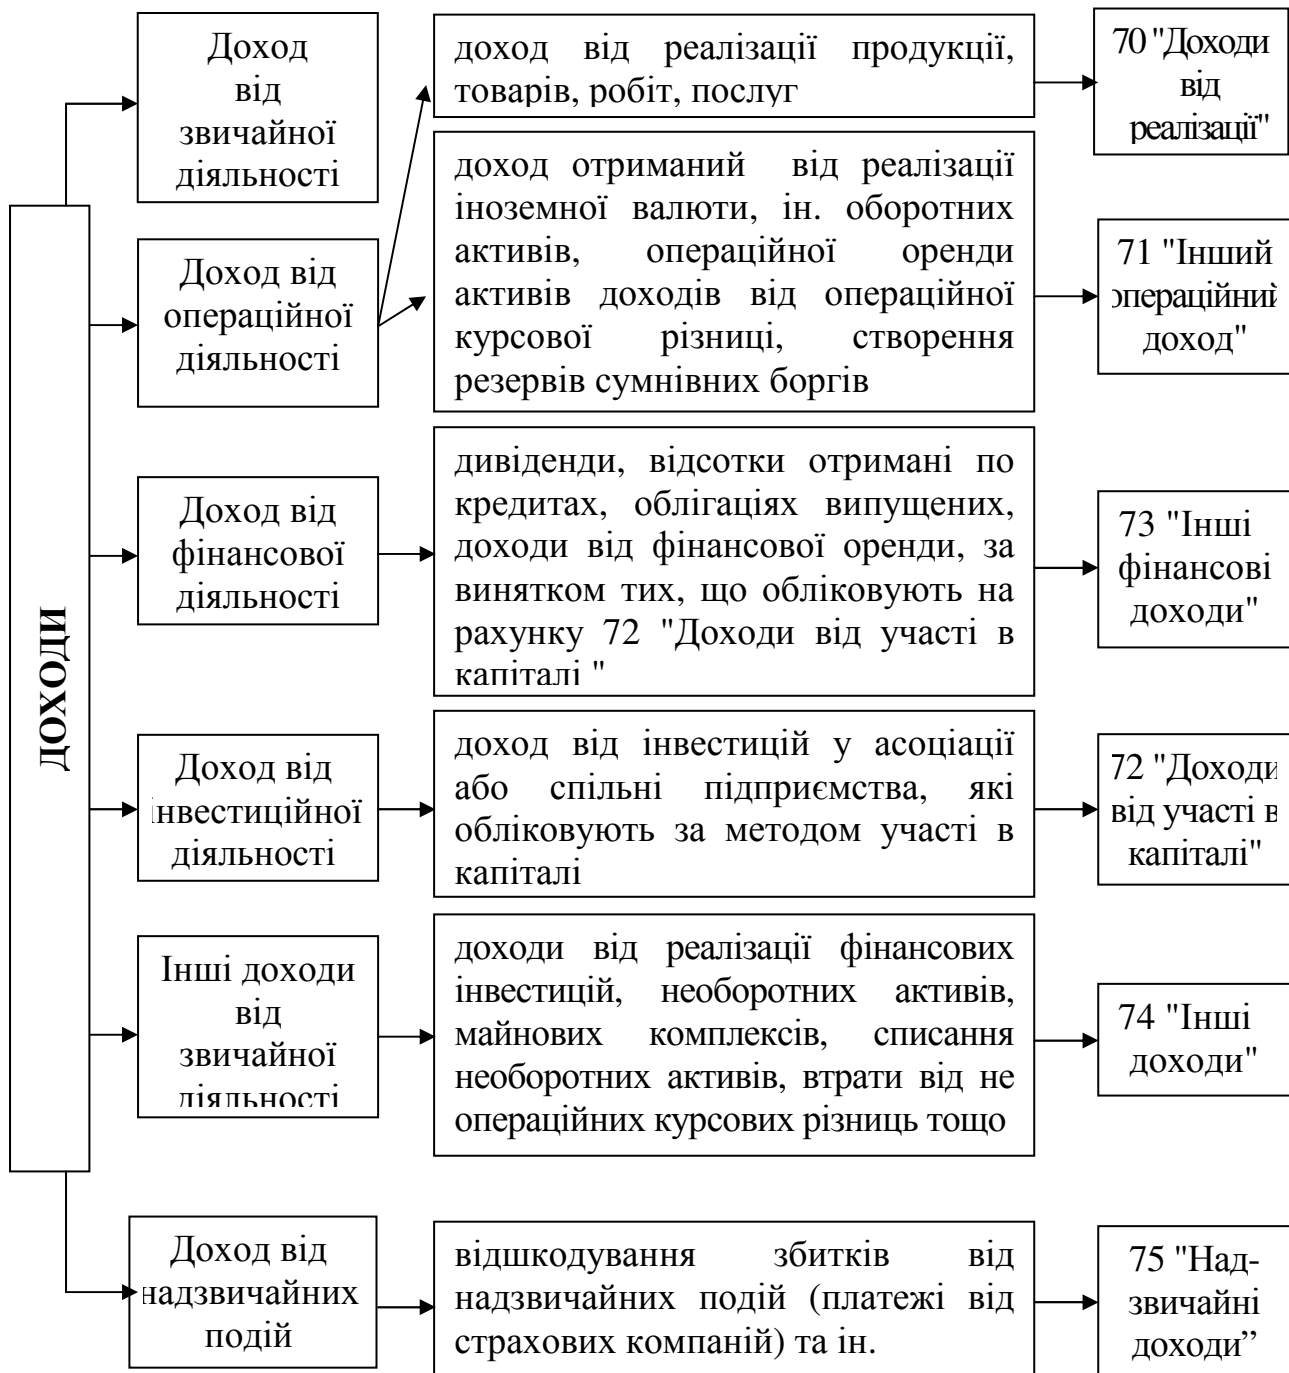 ДОХОДИ
Доход
від
звичайної
діяльності
Доход від
операційної
діяльності
доход від реалізації продукції,
товарів, робіт, послуг
70 "Доходи
від
реалізації"
доход отриманий від реалізації
іноземної валюти, ін. оборотних
активів, операційної оренди
активів доходів від операційної
курсової різниці, створення
резервів сумнівних боргів
71 "Інший
операційний
доход"
Доход від
фінансової
діяльності
дивіденди, відсотки отримані по
кредитах, облігаціях випущених,
доходи від фінансової оренди, за
винятком тих, що обліковують на
рахунку 72 "Доходи від участі в
капіталі "
73 "Інші
фінансові
доходи"
Доход від
інвестиційної
діяльності
доход від інвестицій у асоціації
або спільні підприємства, які
обліковують за методом участі в
капіталі
72 "Доходи
від участі в
капіталі"
Інші доходи
від
звичайної
діяльності
доходи від реалізації фінансових
інвестицій, необоротних активів,
майнових комплексів, списання
необоротних активів, втрати від не
операційних курсових різниць тощо
74 "Інші
доходи"
Доход від
надзвичайних
подій
відшкодування збитків від
надзвичайних подій (платежі від
страхових компаній) та ін.
75 "Над-
звичайні
доходи”